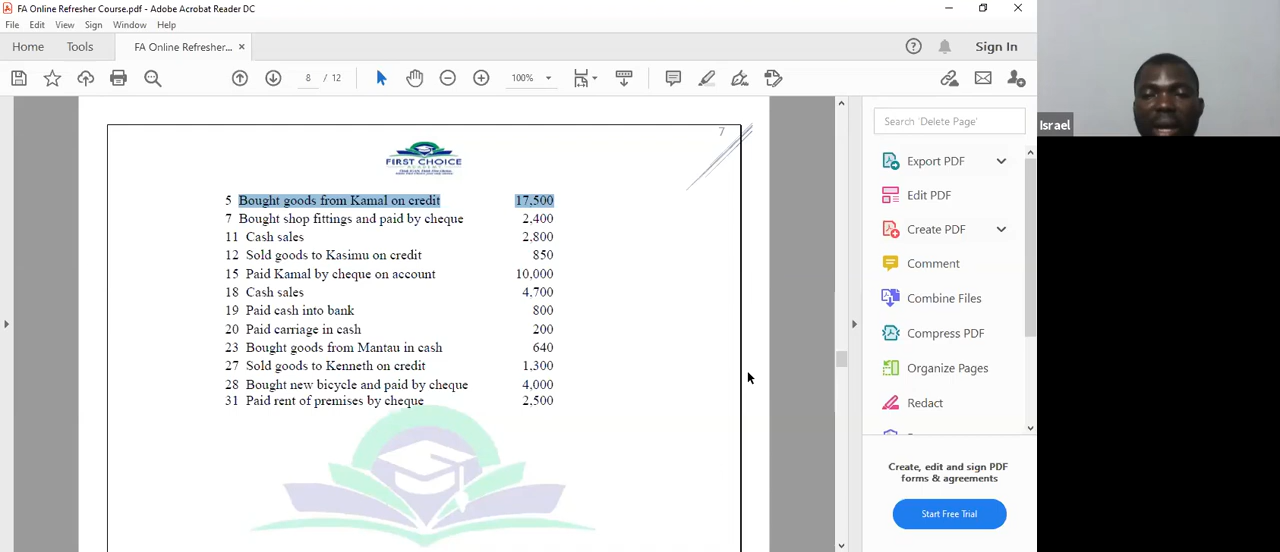 FA Online Refresher Course.pdf - Adobe Acrobat Reader DC
File Edit View Sign Window Help
Home Tools FA Online Refresher... × Sign In
8 / 12 100%
7
FIRST CHOICE
5 Bought goods from Kamal on credit 17,500
7 Bought shop fittings and paid by cheque 2,400
11 Cash sales 2,800
12 Sold goods to Kasimu on credit 850
15 Paid Kamal by cheque on account 10,000
18 Cash sales 4,700
19 Paid cash into bank 800
20 Paid carriage in cash 200
23 Bought goods from Mantau in cash 640
27 Sold goods to Kenneth on credit 1,300
28 Bought new bicycle and paid by cheque 4,000
31 Paid rent of premises by cheque 2,500
Search 'Delete Page'
Export PDF
Edit PDF
Create PDF
Comment
Combine Files
Compress PDF
Organize Pages
Redact
Create, edit and sign PDF
forms & agreements
Start Free Trial
Israel